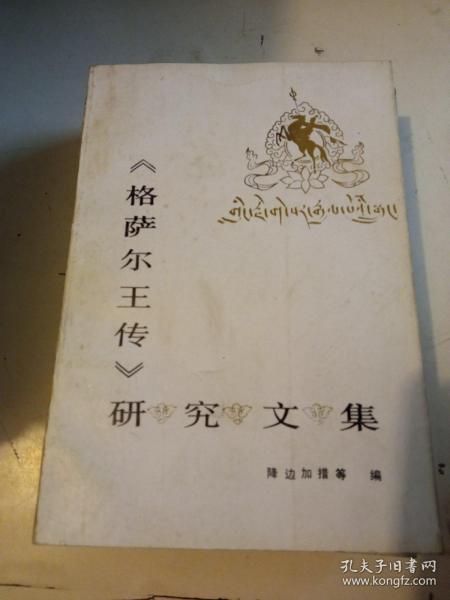 《格萨尔王传》
研究文集
降边加措等 编
孔夫子旧书网
www.kongfz.com